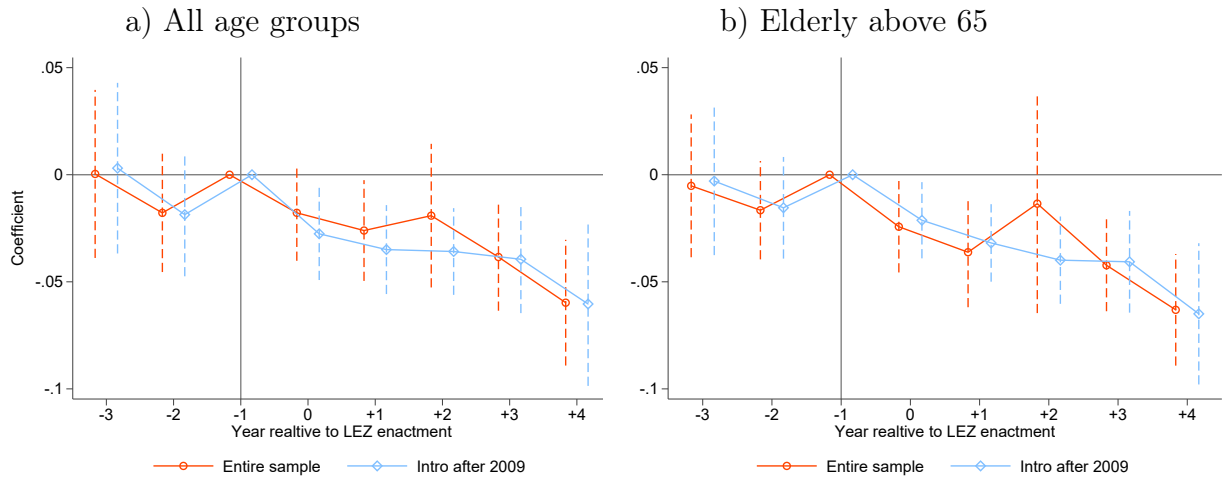 a) All age groups
b) Elderly above 65
.05
0
-.05
-.1
Coefficient
-3 -2 -1 0 +1 +2 +3 +4
Year realtive to LEZ enactment
Entire sample Intro after 2009
.05
0
-.05
-.1
-3 -2 -1 0 +1 +2 +3 +4
Year realtive to LEZ enactment
Entire sample Intro after 2009